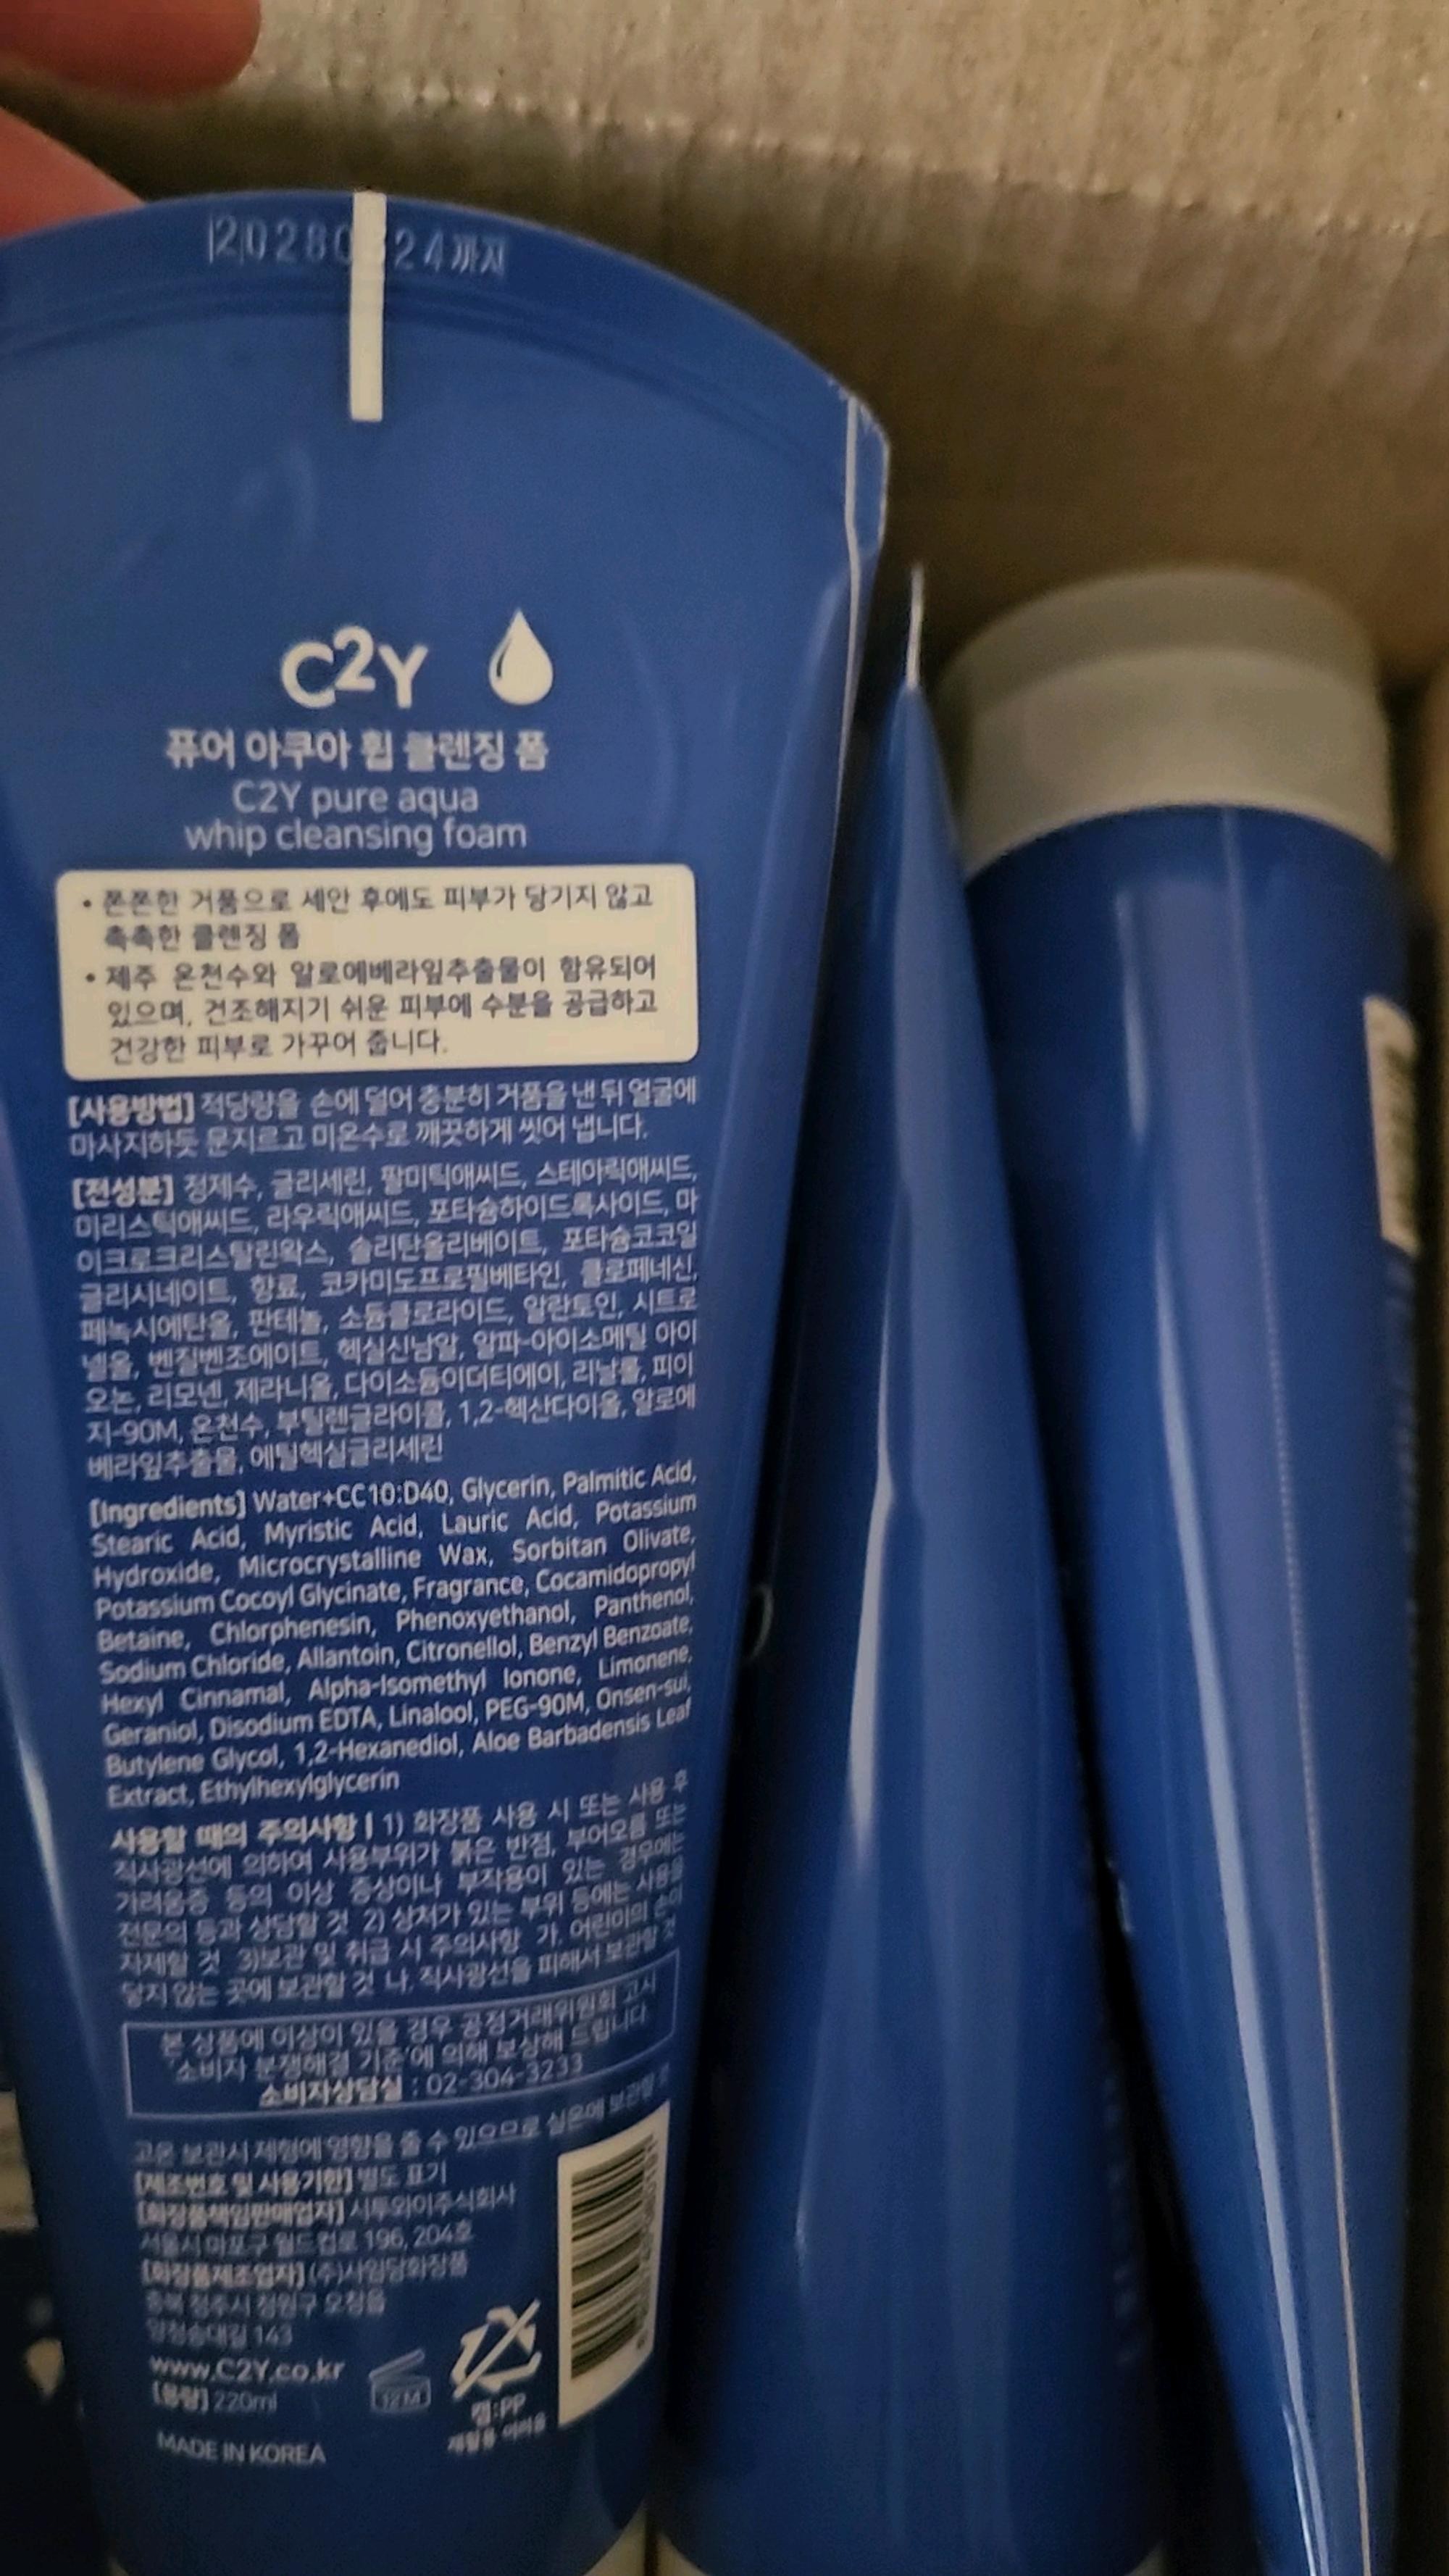 24까지
C2Y
퓨어 아쿠아 휩 클렌징 폼
C2Y pure aqua
whip cleansing foam
• 쫀쫀한 거품으로 세안 후에도 피부가 당기지 않고
촉촉한 클렌징 폼
• 제주 온천수와 알로에베라잎추출물이 함유되어
있으며, 건조해지기 쉬운 피부에 수분을 공급하고
건강한 피부로 가꾸어 줍니다.
[사용방법] 적당량을 손에 덜어 충분히 거품을 낸 뒤 얼굴에
마사지하듯 문지르고 미온수로 깨끗하게 씻어 냅니다.
[전성분] 정제수, 글리세린, 팔미틱애씨드, 스테아릭애씨드,
미리스틱애씨드, 라우릭애씨드, 포타슘하이드록사이드, 마
이크로크리스탈린왁스, 솔리탄올리베이트, 포타슘코코일
글리시네이트, 향료, 코카미도프로필베타인, 클로페네신,
페녹시에탄올, 판테놀, 소듐클로라이드, 알란토인, 시트로
넬올, 벤질벤조에이트, 헥실신남알, 알파-아이소메틸 아이
오논, 리모넨, 제라니올, 다이소듐이디티에이, 리날룰, 피이
지-90M, 온천수, 부틸렌글라이콜, 1,2-헥산다이올, 알로에
베라잎추출물, 에틸헥실글리세린
[Ingredients] Water+CC10:D40, Glycerin, Palmitic Acid,
Stearic Acid, Myristic Acid, Lauric Acid, Potassium
Hydroxide, Microcrystalline Wax, Sorbitan Olivate,
Potassium Cocoyl Glycinate, Fragrance, Cocamidopropyl
Betaine, Chlorphenesin, Phenoxyethanol, Panthenol,
Sodium Chloride, Allantoin, Citronellol, Benzyl Benzoate,
Hexyl Cinnamal, Alpha-Isomethyl Ionone, Limonene,
Geraniol, Disodium EDTA, Linalool, PEG-90M, Onsen-sui,
Butylene Glycol, 1,2-Hexanediol, Aloe Barbadensis Leaf
Extract, Ethylhexylglycerin
사용할 때의 주의사항 | 1) 화장품 사용 시 또는 사용 후
직사광선에 의하여 사용부위가 붉은 반점, 부어오름 또는
가려움증 등의 이상 증상이나 부작용이 있는 경우에는
전문의 등과 상담할 것 2) 상처가 있는 부위 등에는 사용을
자제할 것 3)보관 및 취급 시 주의사항 가. 어린이의 손이
닿지 않는 곳에 보관할 것 나. 직사광선을 피해서 보관할 것
본 상품에 이상이 있을 경우 공정거래위원회 고시
'소비자 분쟁해결 기준'에 의해 보상해 드립니다.
소비자상담실 : 02-304-3233
고온 보관시 제형에 영향을 줄 수 있으므로 실온에 보관할 것
[제조번호 및 사용기한] 별도 표기
[화장품책임판매업자] 시투와이주식회사
서울시 마포구 월드컵로 196, 204호
[화장품제조업자] (주)사임당화장품
충북 청주시 청원구 오창읍
양청송대길 143
www.C2Y.co.kr
[용량] 220ml
12M
캡:PP
재활용 어려움
MADE IN KOREA